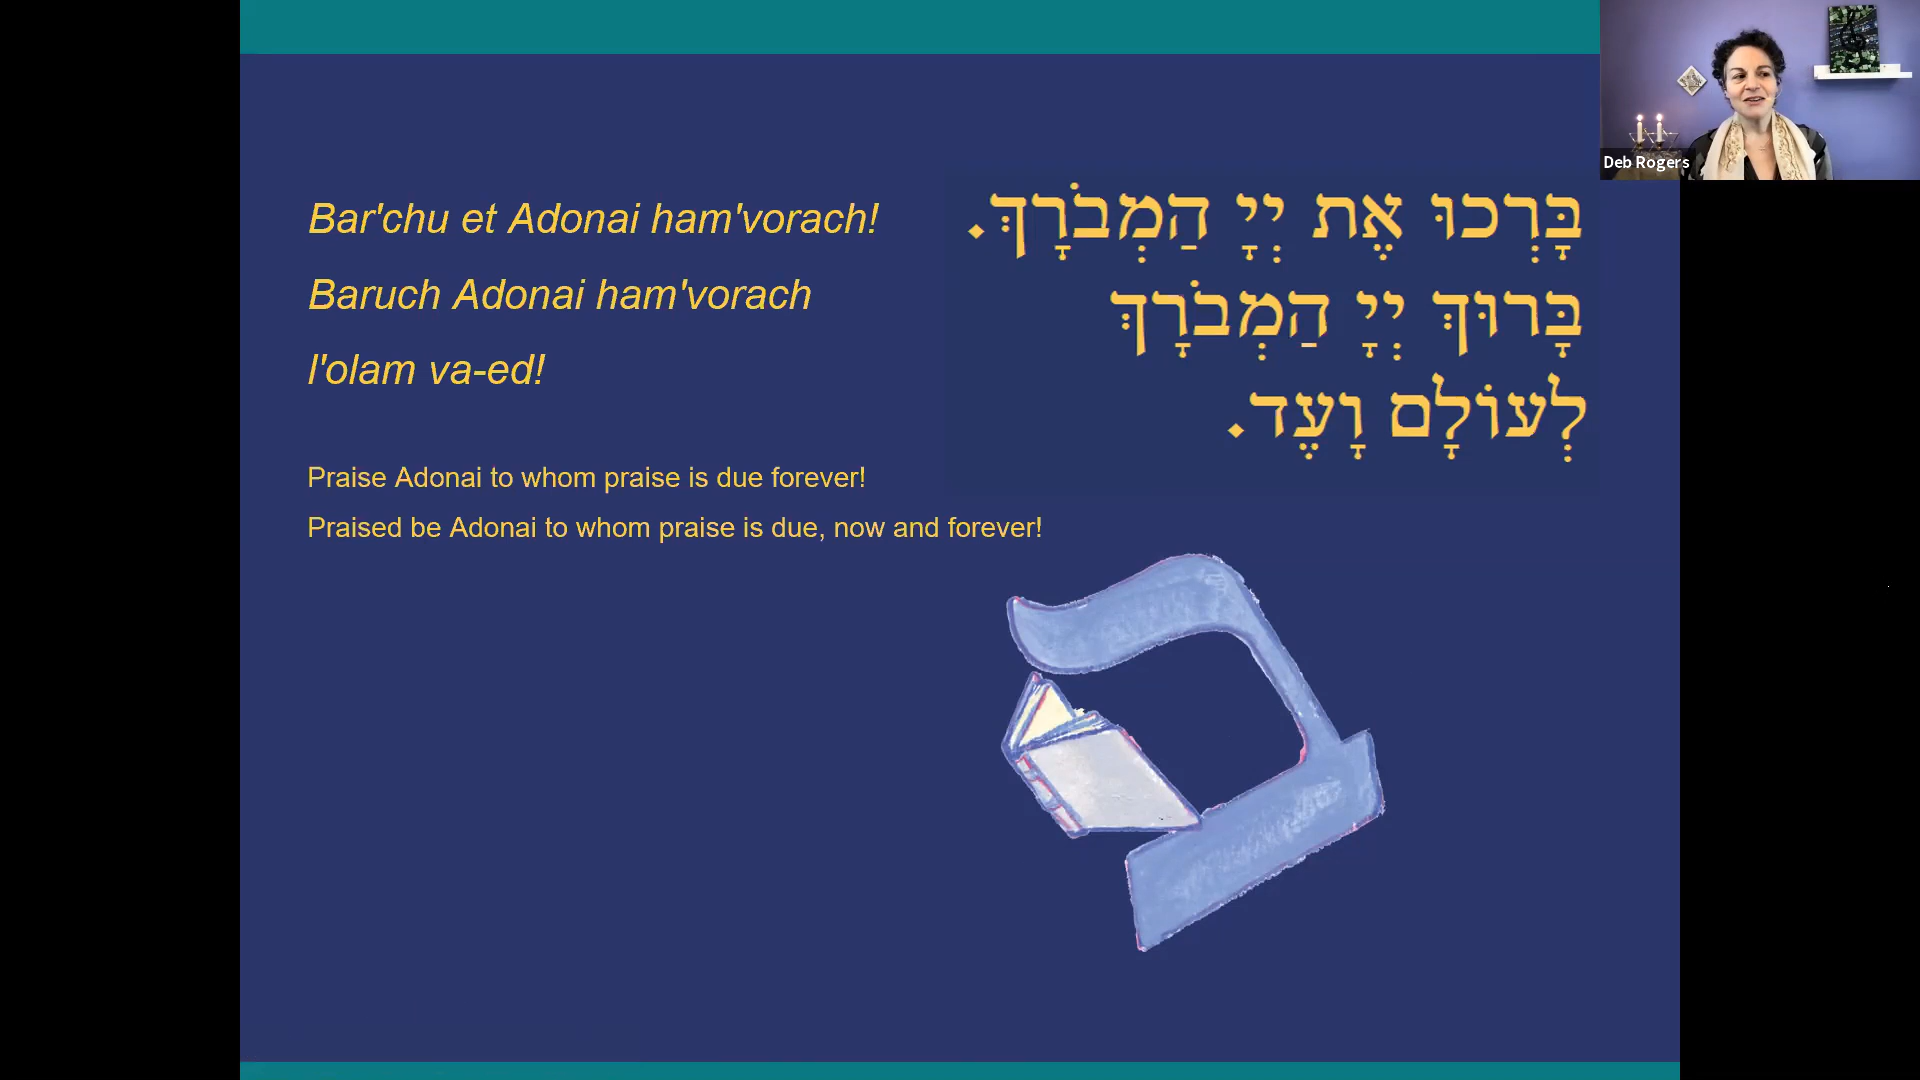 Bar'chu et Adonai ham'vorach!
Baruch Adonai ham'vorach
l'olam va-ed!
Praise Adonai to whom praise is due forever!
Praised be Adonai to whom praise is due, now and forever!
בָּרְכוּ אֶת יְיָ הַמְבֹרָךְ.
בָּרוּךְ יְיָ הַמְבֹרָךְ
לְעוֹלָם וָעֶד.
Deb Rogers